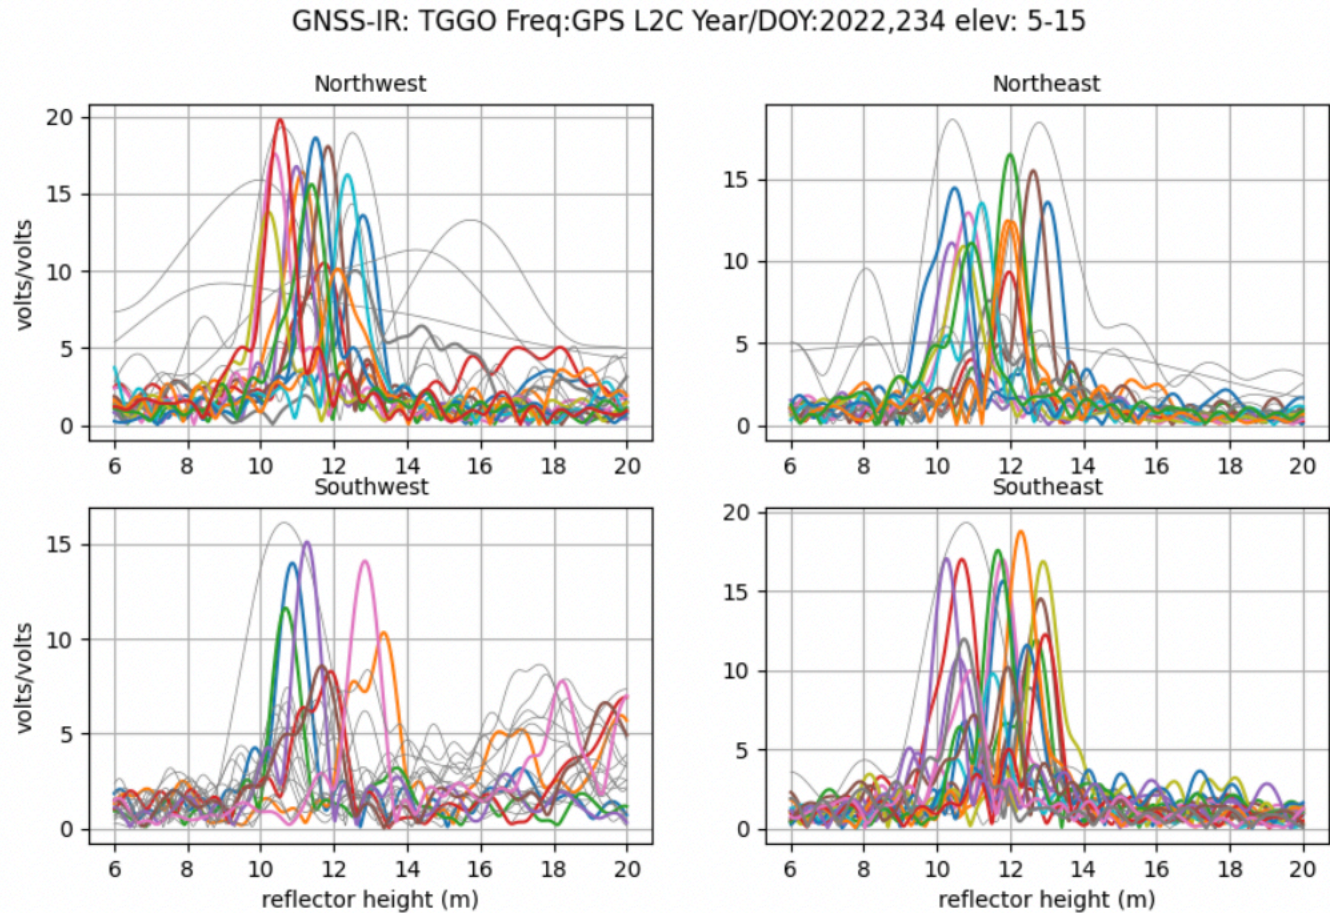 GNSS-IR: TGGO Freq:GPS L2C Year/DOY:2022,234 elev: 5-15
Northwest
20
15
10
5
0
volts/volts
6 8 10 12 14 16 18 20
Northeast
15
10
5
0
6 8 10 12 14 16 18 20
Southwest
15
10
5
0
volts/volts
6 8 10 12 14 16 18 20
reflector height (m)
Southeast
20
15
10
5
0
6 8 10 12 14 16 18 20
reflector height (m)